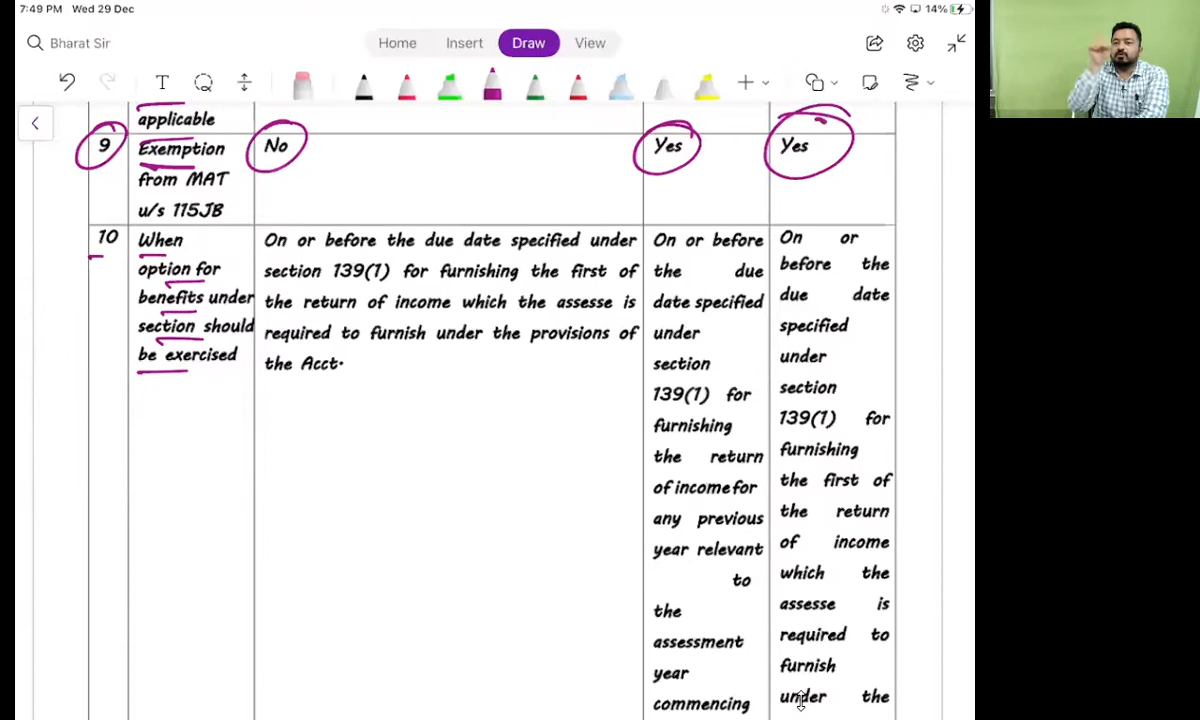 7:49 PM Wed 29 Dec
14%
Bharat Sir
Home Insert Draw View
applicable
9 Exemption No Yes Yes
from MAT
u/s 115JB
10
When
option for
benefits under
section should
be exercised
On or before the due date specified under
section 139(1) for furnishing the first of
the return of income which the assesse is
required to furnish under the provisions of
the Acct.
On or before
the due
date specified
under
section
139(1) for
furnishing
the return
of income for
any previous
year relevant
to
the
assessment
year
commencing
On or
before the
due date
specified
under
section
139(1) for
furnishing
the first of
the return
of income
which the
assesse is
required to
furnish
under the